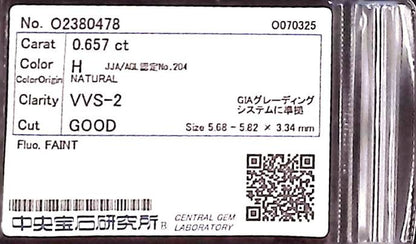 No. O2380478 O070325
Carat 0.657 ct
Color H JJA/AGL認定No.204
ColorOrigin NATURAL
Clarity VVS-2 GIAグレーディング
システムに準拠
Cut GOOD Size 5.68 - 5.82 × 3.34 mm
Fluo. FAINT
中央宝石研究所® CENTRAL GEM
LABORATORY